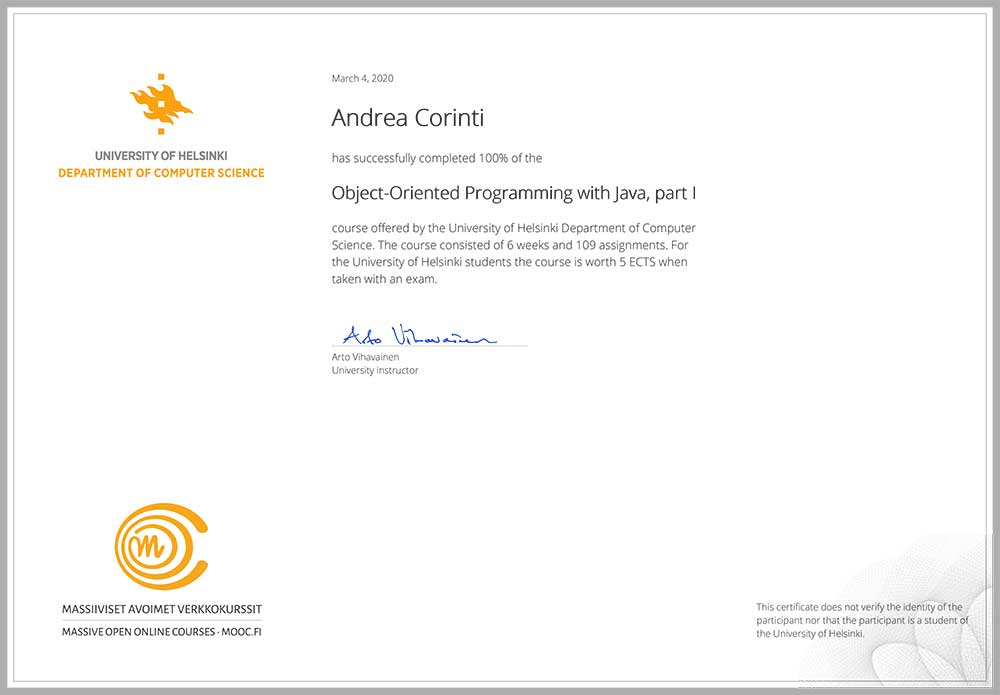 March 4, 2020
Andrea Corinti
UNIVERSITY OF HELSINKI
DEPARTMENT OF COMPUTER SCIENCE
has successfully completed 100% of the
Object-Oriented Programming with Java, part I
course offered by the University of Helsinki Department of Computer
Science. The course consisted of 6 weeks and 109 assignments. For
the University of Helsinki students the course is worth 5 ECTS when
taken with an exam.
Arto Vihavainen
Arto Vihavainen
University instructor
m
MASSIIVISET AVOIMET VERKKOKURSSIT
MASSIVE OPEN ONLINE COURSES · MOOC.FI
This certificate does not verify the identity of the
participant nor that the participant is a student of
the University of Helsinki.